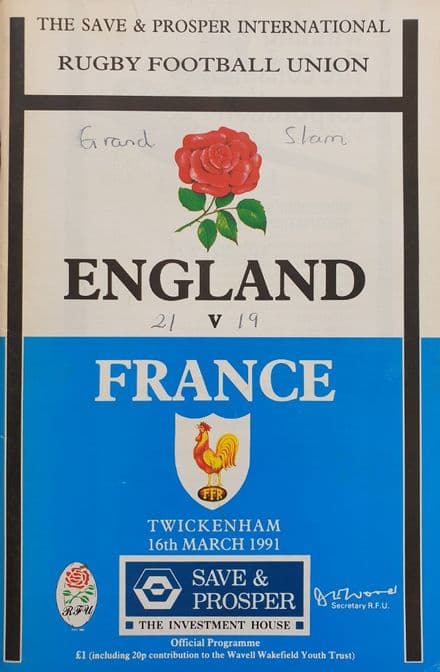 THE SAVE & PROSPER INTERNATIONAL
RUGBY FOOTBALL UNION
Grand Slam
ENGLAND
21 V 19
FRANCE
FFR
TWICKENHAM
16th MARCH 1991
RFU
SAVE &
PROSPER
THE INVESTMENT HOUSE
Secretary R.F.U.
Official Programme
£1 (including 20p contribution to the Wavell Wakefield Youth Trust)